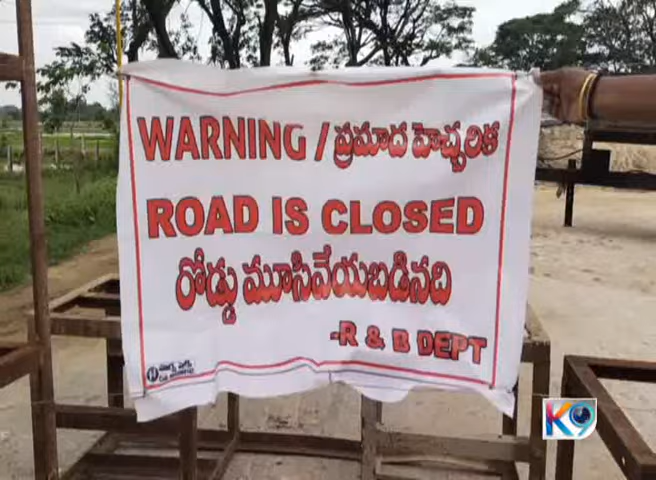 WARNING / ప్రమాద హెచ్చరిక
ROAD IS CLOSED
రోడ్డు మూసివేయబడినది
-R & B DEPT
K9